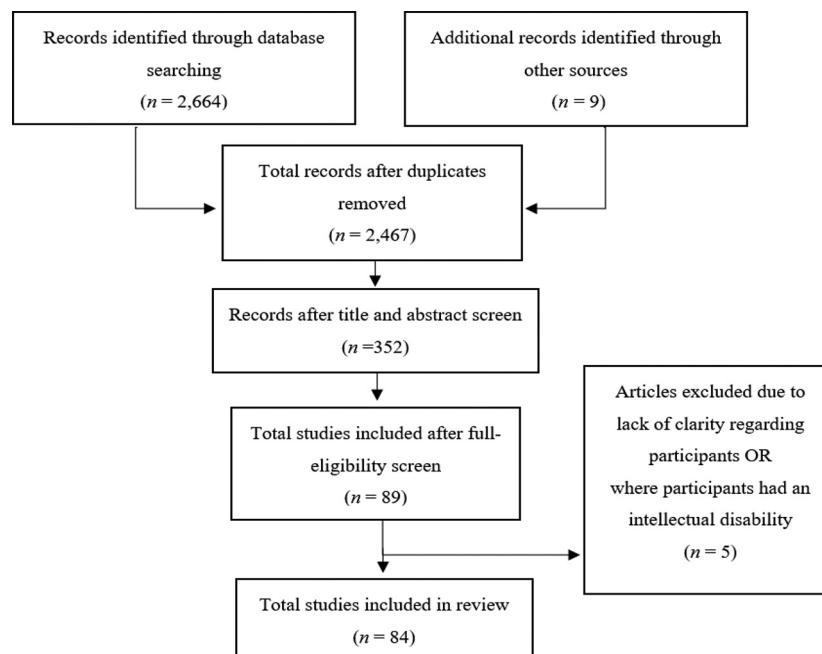 Records identified through database
searching
(n = 2,664)
Additional records identified through
other sources
(n = 9)
Total records after duplicates
removed
(n = 2,467)
Records after title and abstract screen
(n =352)
Total studies included after full-
eligibility screen
(n = 89)
Articles excluded due to
lack of clarity regarding
participants OR
where participants had an
intellectual disability
(n = 5)
Total studies included in review
(n = 84)